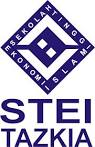 SEKOLAH TINGGI
EKONOMI ISLAM
STEI
TAZKIA